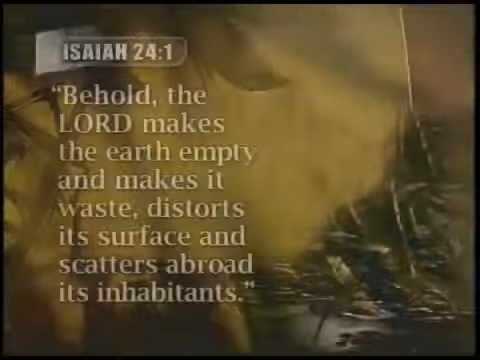 ISAIAH 24:1
“Behold, the
LORD makes
the earth empty
and makes it
waste, distorts
its surface and
scatters abroad
its inhabitants.”